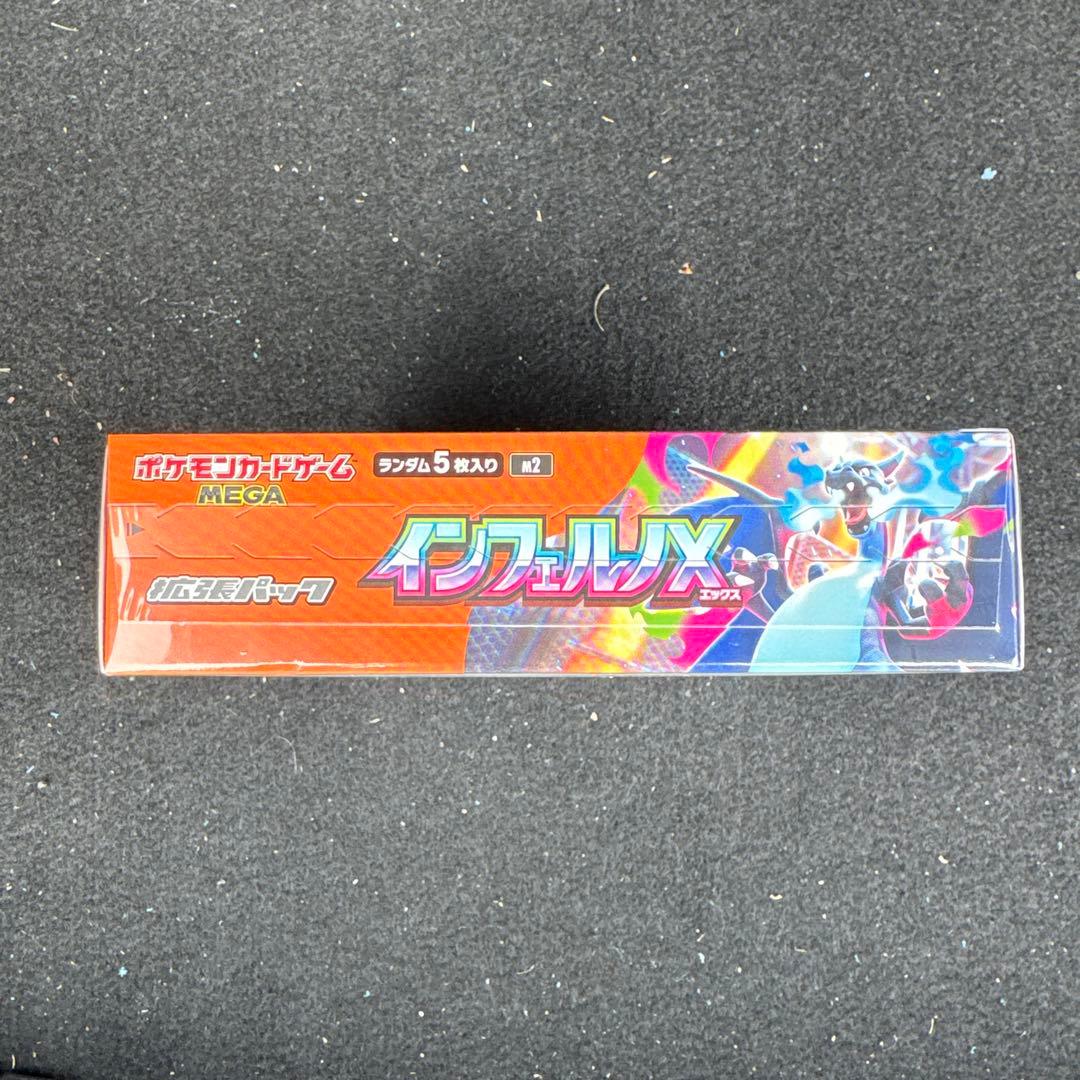 ポケモンカードゲーム
MEGA
ランダム5枚入り
M2
拡張パック
インフェルノX
エックス